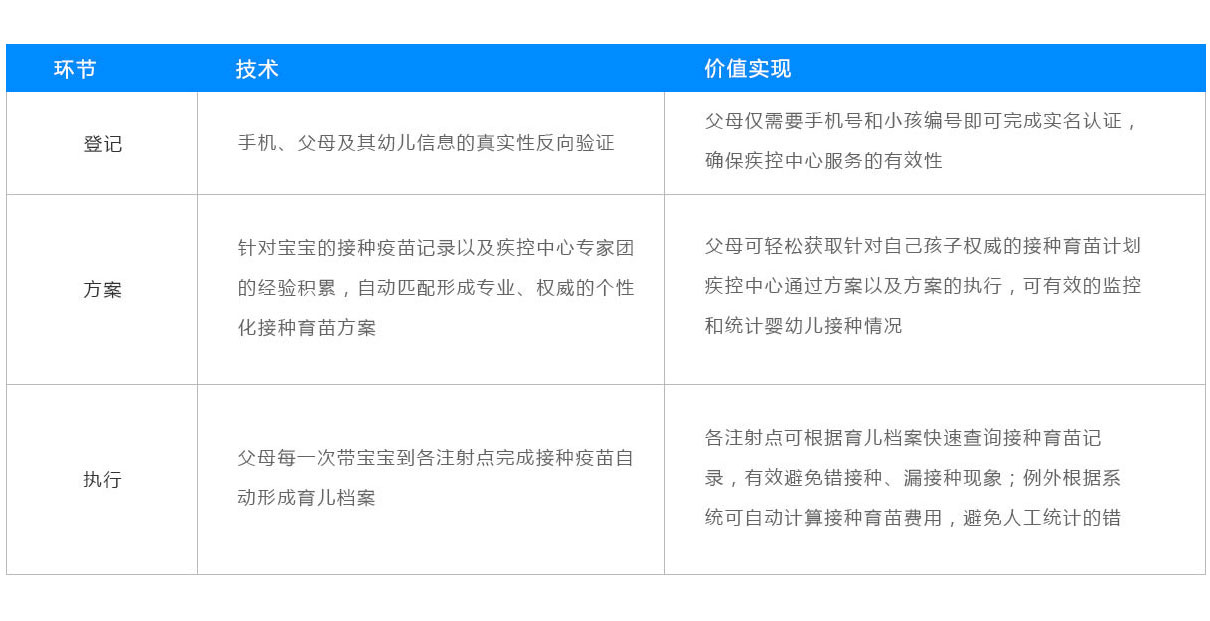 环节 技术 价值实现
登记
手机、父母及其幼儿信息的真实性反向验证
父母仅需要手机号和小孩编号即可完成实名认证，
确保疾控中心服务的有效性
方案
针对宝宝的接种疫苗记录以及疾控中心专家团
的经验积累，自动匹配形成专业、权威的个性
化接种育苗方案
父母可轻松获取针对自己孩子权威的接种育苗计划
疾控中心通过方案以及方案的执行，可有效的监控
和统计婴幼儿接种情况
执行
父母每一次带宝宝到各注射点完成接种疫苗自
动形成育儿档案
各注射点可根据育儿档案快速查询接种育苗记
录，有效避免错接种、漏接种现象；例外根据系
统可自动计算接种育苗费用，避免人工统计的错